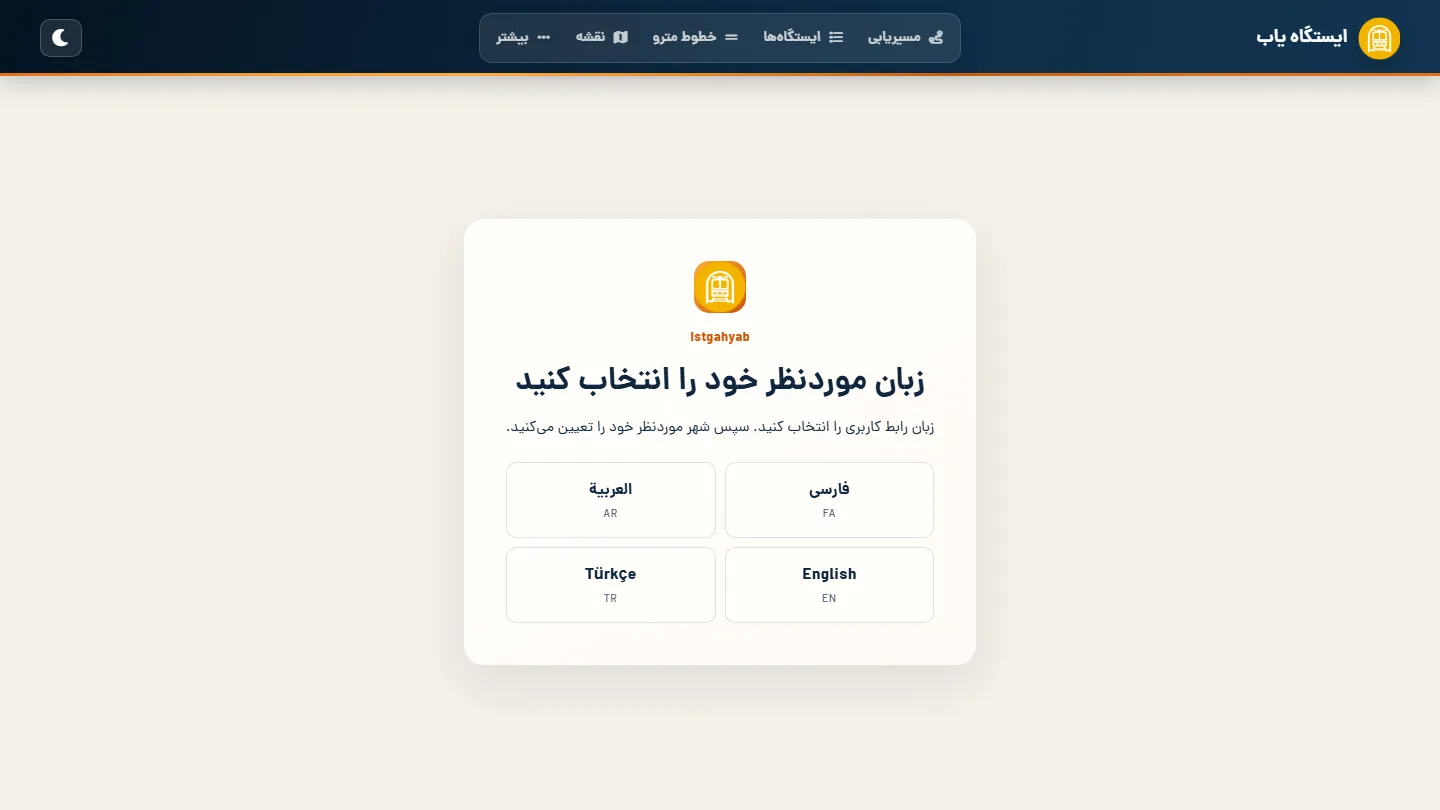 ایستگاه یاب
مسیریابی
ایستگاه‌ها
خطوط مترو
نقشه
بیشتر
Istgahyab
زبان موردنظر خود را انتخاب کنید
زبان رابط کاربری را انتخاب کنید. سپس شهر موردنظر خود را تعیین می‌کنید.
فارسی
FA
العربية
AR
English
EN
Türkçe
TR